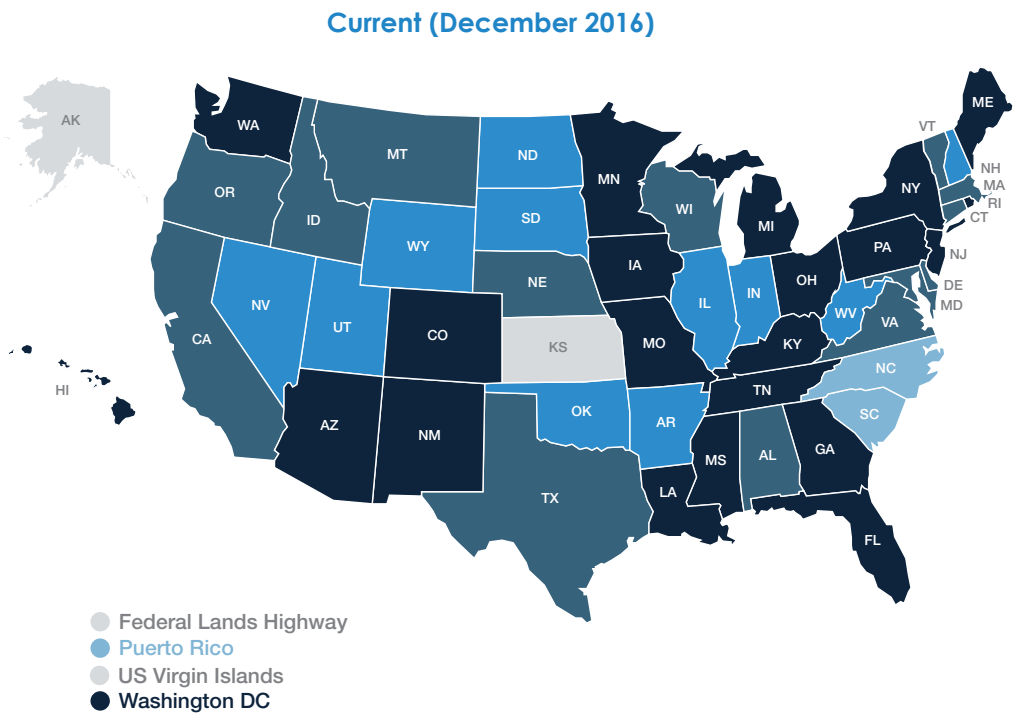 Current (December 2016)
AK
WA
ME
VT
MT
ND
MN
NH
OR
ID
SD
WI
NY
MA
RI
CT
MI
WY
PA
NJ
IA
NE
OH
DE
MD
NV
UT
IL
IN
WV
VA
CO
CA
KS
MO
KY
HI
NC
TN
OK
AR
SC
AZ
NM
MS
AL
GA
TX
LA
FL
Federal Lands Highway
Puerto Rico
US Virgin Islands
Washington DC